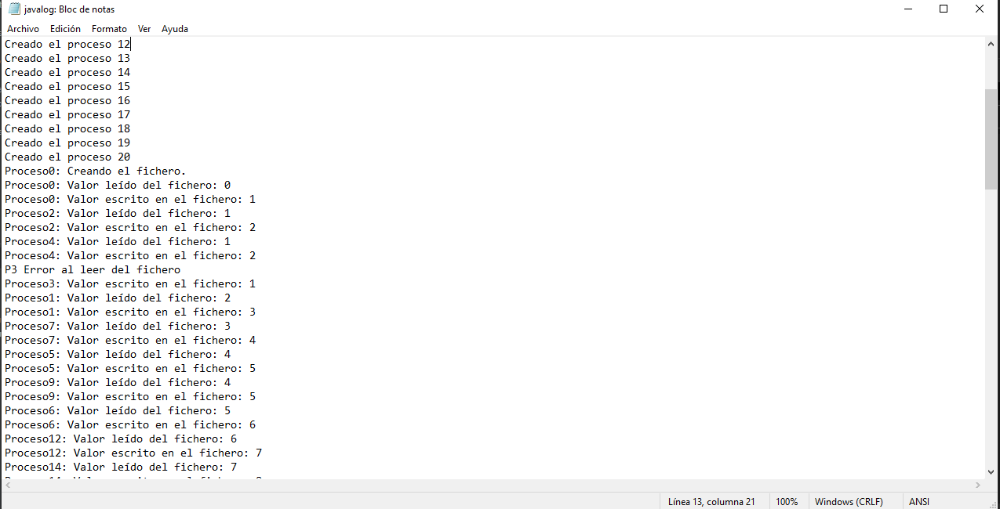 javalog: Bloc de notas
Archivo Edición Formato Ver Ayuda
Creado el proceso 12
Creado el proceso 13
Creado el proceso 14
Creado el proceso 15
Creado el proceso 16
Creado el proceso 17
Creado el proceso 18
Creado el proceso 19
Creado el proceso 20
Proceso0: Creando el fichero.
Proceso0: Valor leído del fichero: 0
Proceso0: Valor escrito en el fichero: 1
Proceso2: Valor leído del fichero: 1
Proceso2: Valor escrito en el fichero: 2
Proceso4: Valor leído del fichero: 1
Proceso4: Valor escrito en el fichero: 2
P3 Error al leer del fichero
Proceso3: Valor escrito en el fichero: 1
Proceso1: Valor leído del fichero: 2
Proceso1: Valor escrito en el fichero: 3
Proceso7: Valor leído del fichero: 3
Proceso7: Valor escrito en el fichero: 4
Proceso5: Valor leído del fichero: 4
Proceso5: Valor escrito en el fichero: 5
Proceso9: Valor leído del fichero: 4
Proceso9: Valor escrito en el fichero: 5
Proceso6: Valor leído del fichero: 5
Proceso6: Valor escrito en el fichero: 6
Proceso12: Valor leído del fichero: 6
Proceso12: Valor escrito en el fichero: 7
Proceso14: Valor leído del fichero: 7
Línea 13, columna 21 100% Windows (CRLF) ANSI